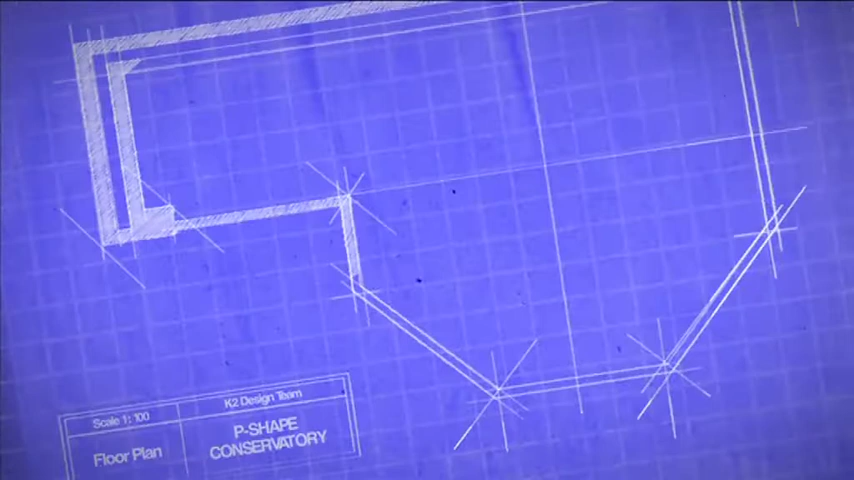 Scale 1: 100
K2 Design Team
Floor Plan
P-SHAPE
CONSERVATORY